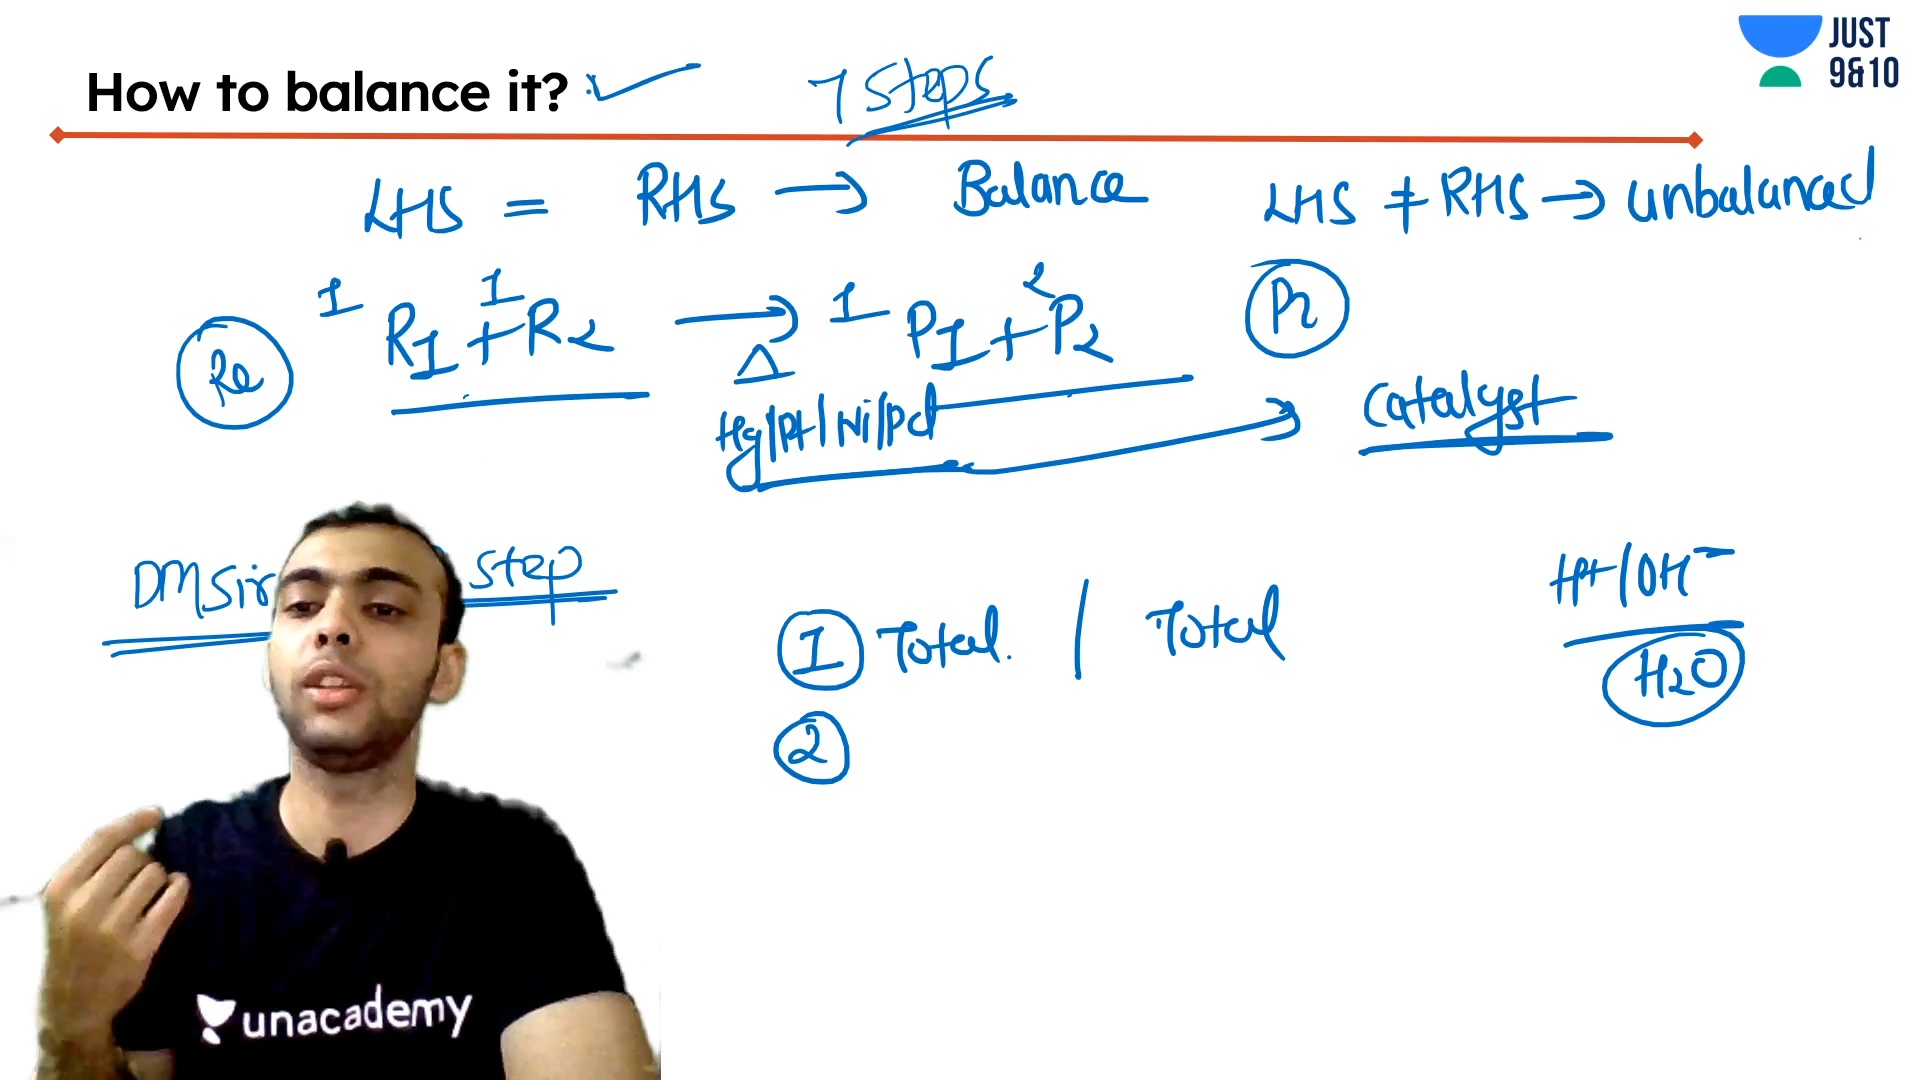 JUST
9&10
How to balance it? 7 Steps
LHS = RHS → Balance LHS ≠ RHS → unbalanced
1 R1 + 1 R2 → 1 P1 + 2 P2
Δ
Re
Pr
Hg/Pt/Ni/Pd → Catalyst
DM Sir step
H+/OH-
H2O
1 Total. / Total
2
unacademy